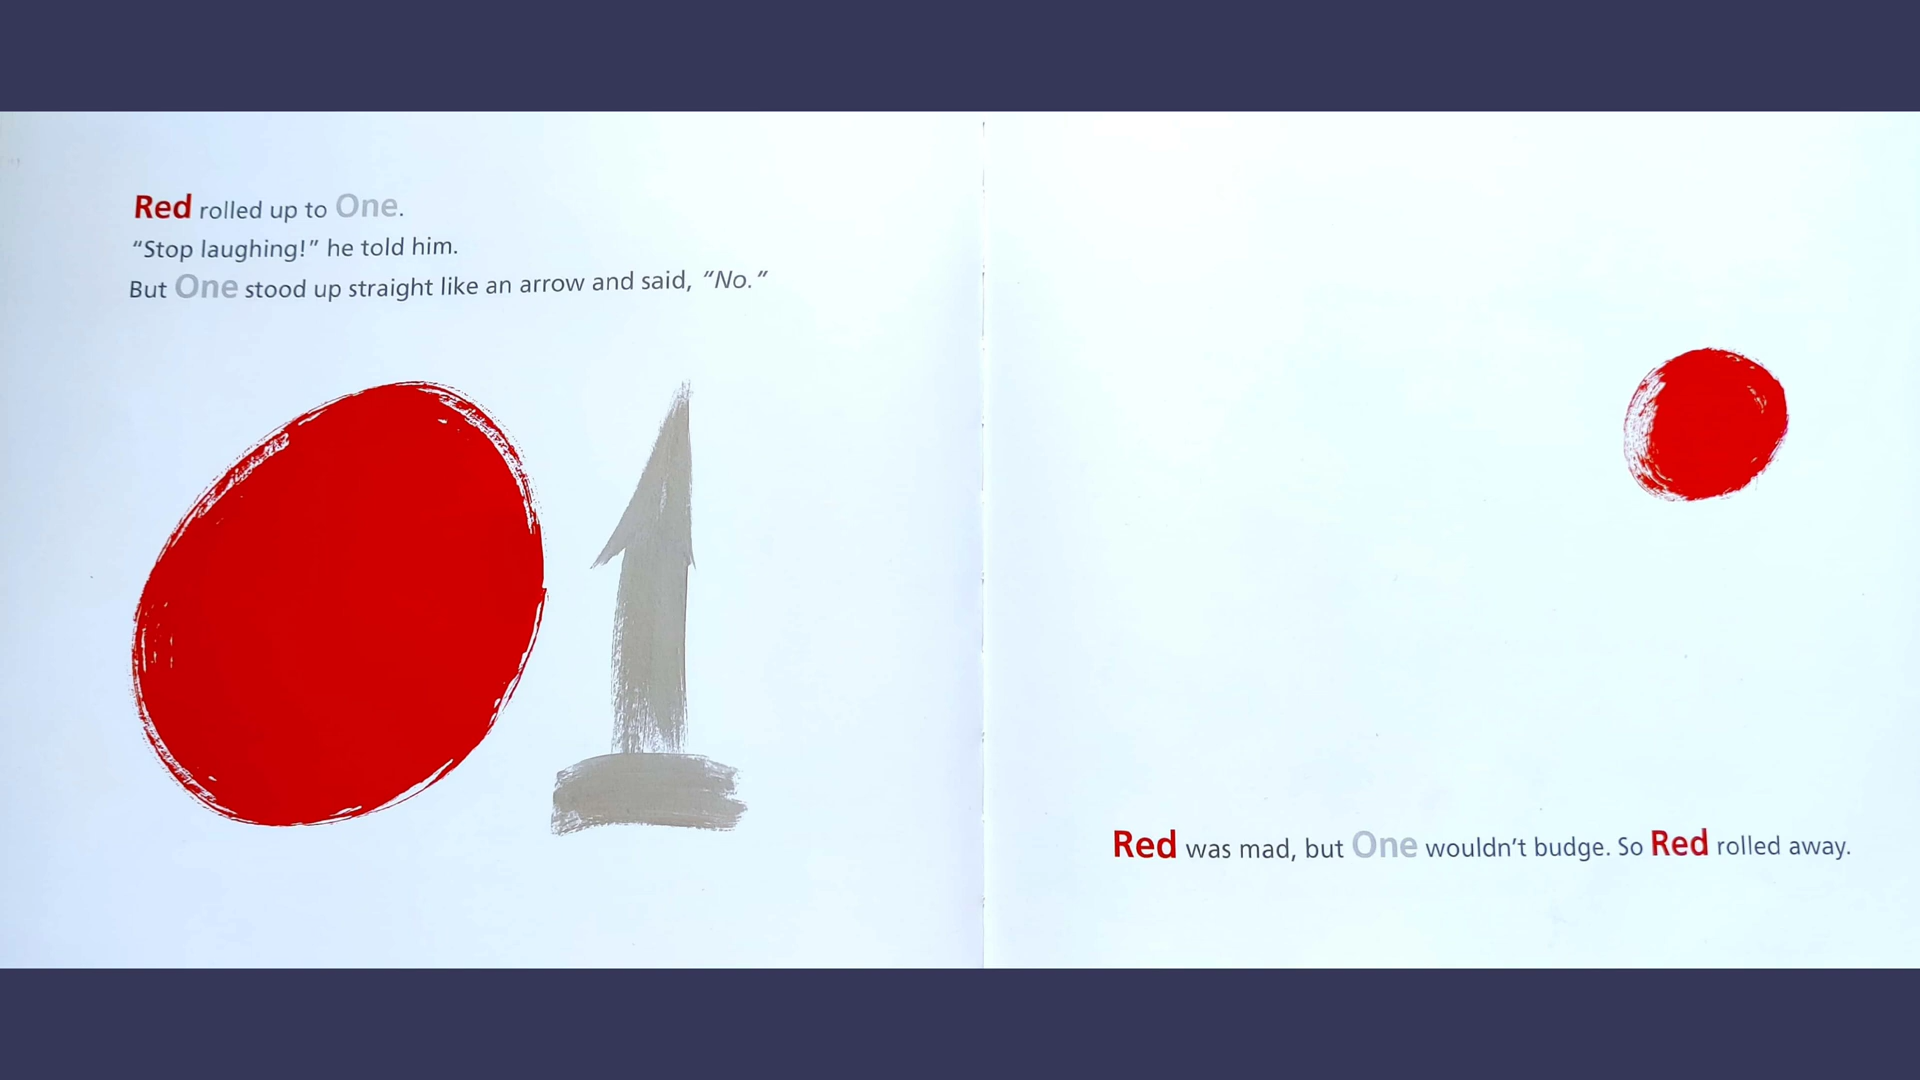 Red rolled up to One.
“Stop laughing!” he told him.
But One stood up straight like an arrow and said, “No.”
1
Red was mad, but One wouldn’t budge. So Red rolled away.